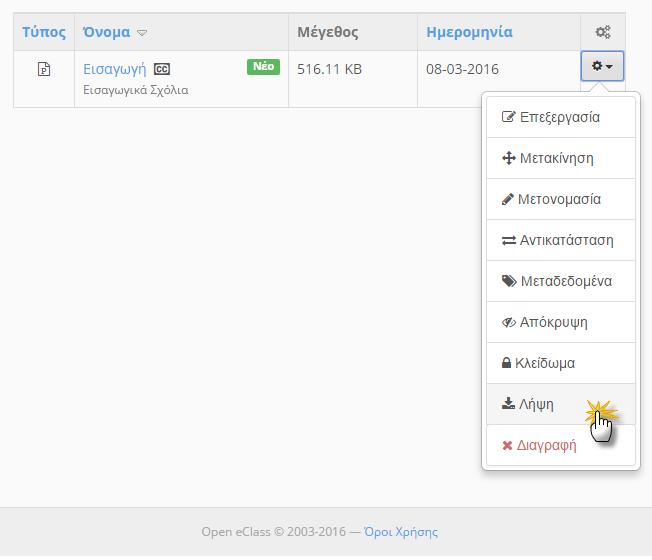 Τύπος Όνομα Μέγεθος Ημερομηνία
Εισαγωγή CC Νέο 516.11 KB 08-03-2016
Εισαγωγικά Σχόλια
Επεξεργασία
Μετακίνηση
Μετονομασία
Αντικατάσταση
Μεταδεδομένα
Απόκρυψη
Κλείδωμα
Λήψη
Διαγραφή
Open eClass © 2003-2016 — Όροι Χρήσης